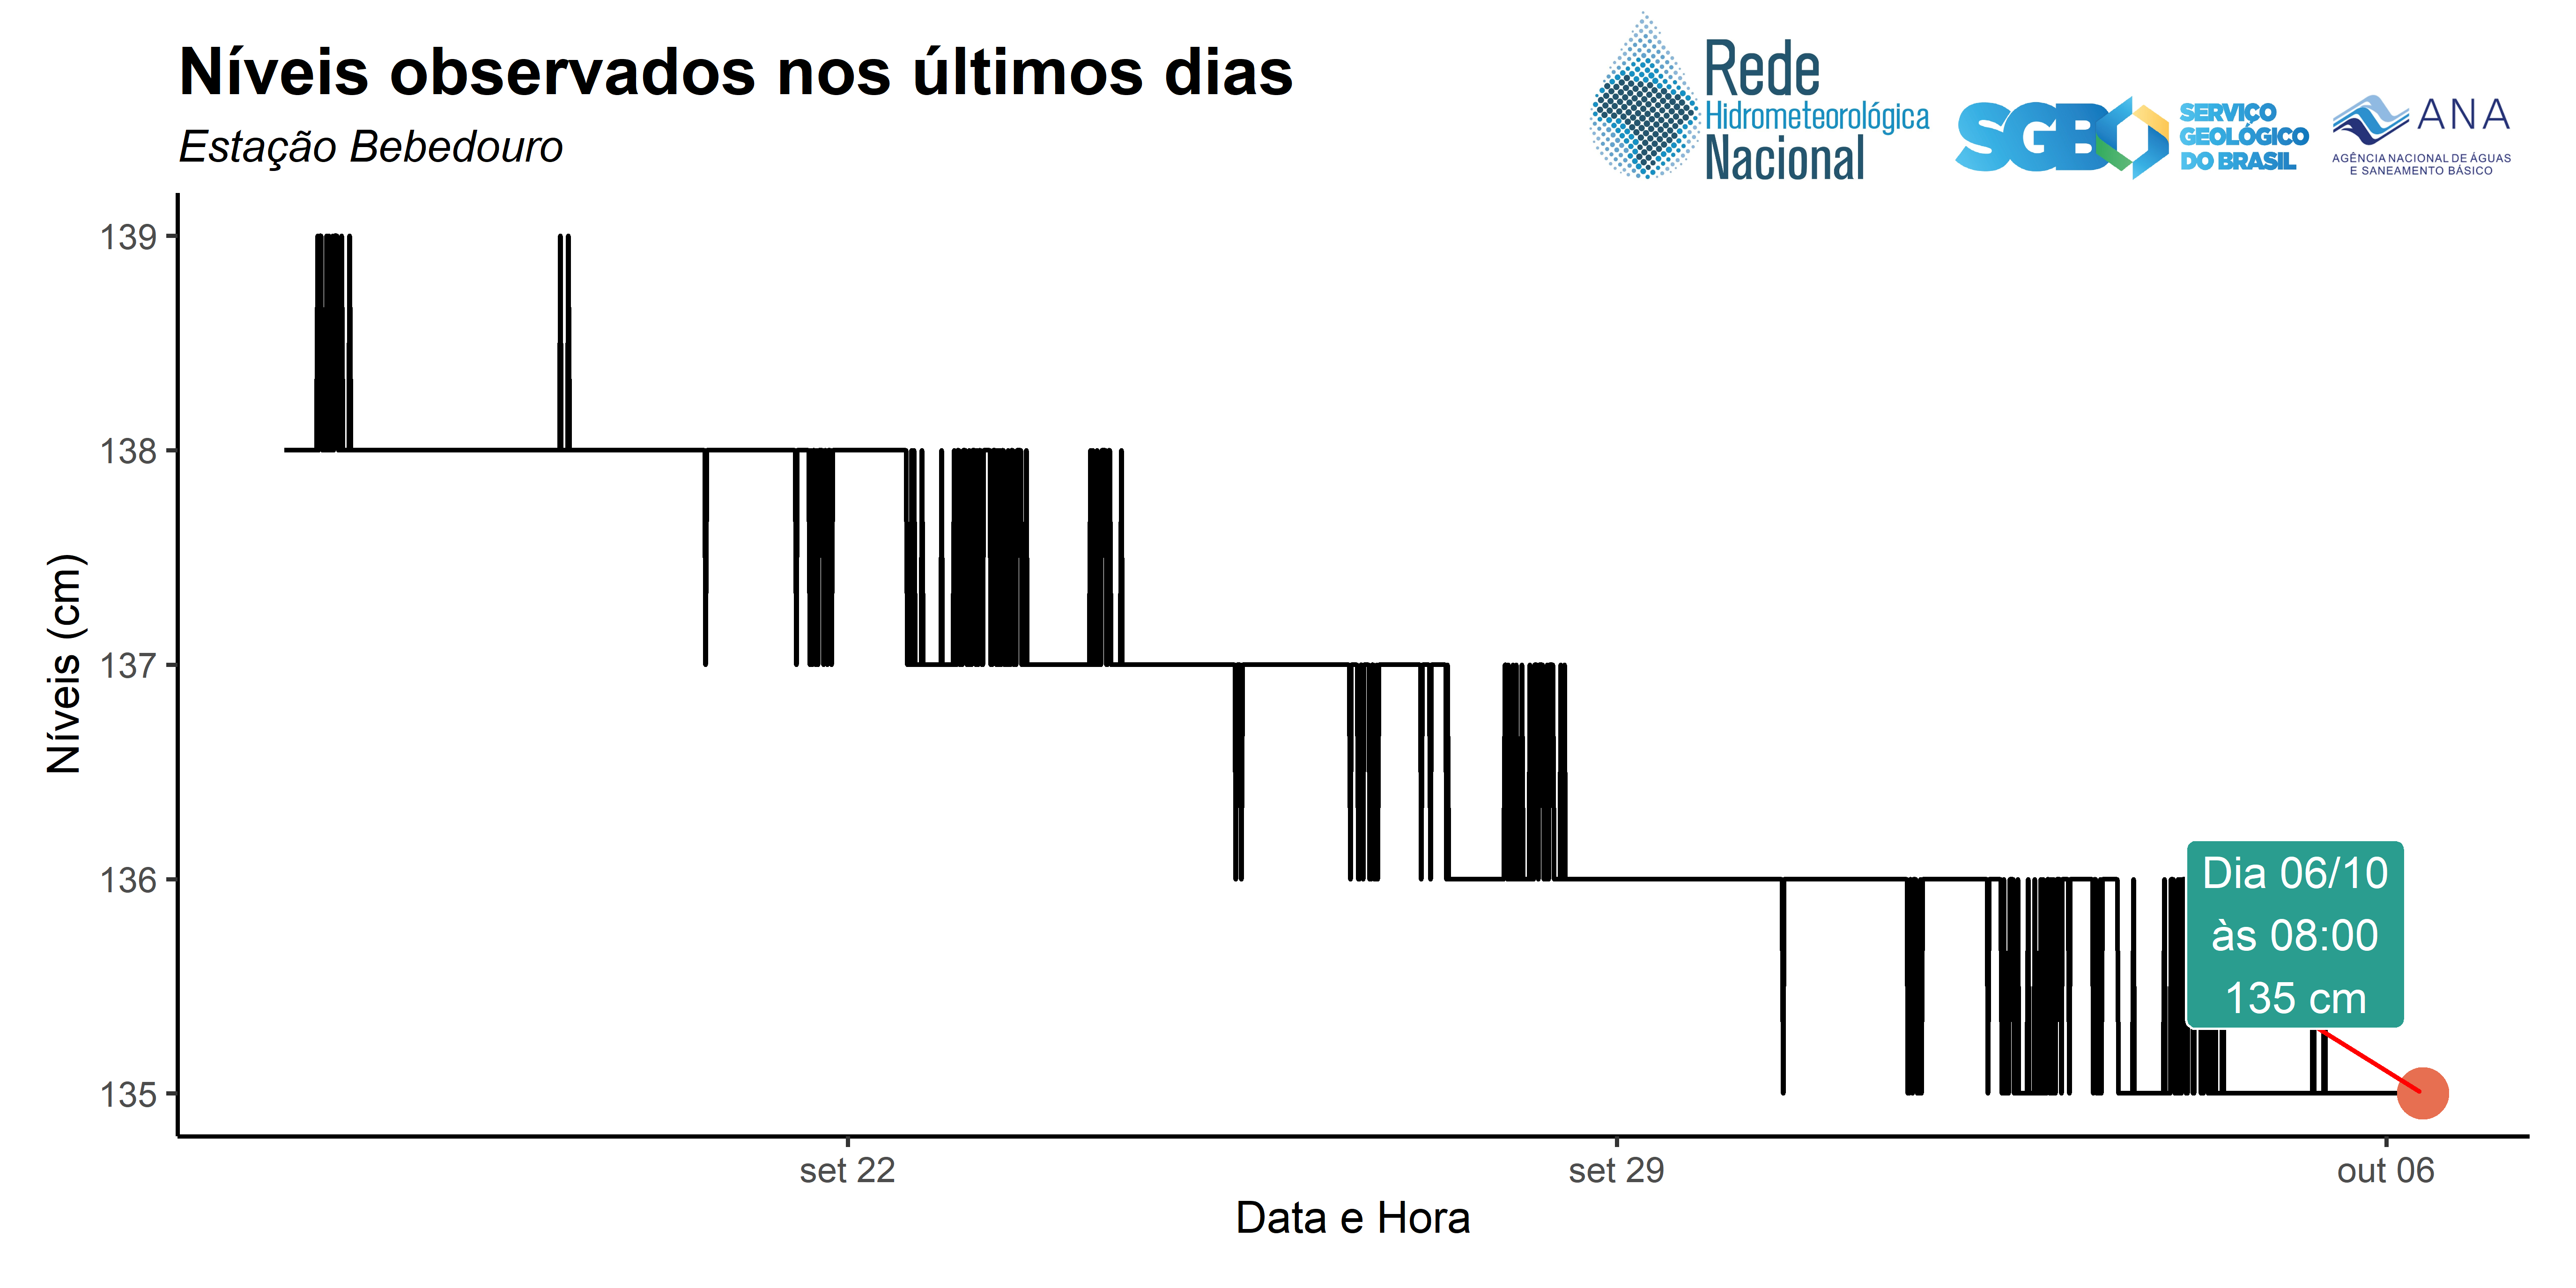 Níveis observados nos últimos dias
Estação Bebedouro
Rede
Hidrometeorológica
Nacional
SGB
SERVIÇO
GEOLÓGICO
DO BRASIL
ANA
AGÊNCIA NACIONAL DE ÁGUAS
E SANEAMENTO BÁSICO
Níveis (cm)
139
138
137
136
135
Dia 06/10
às 08:00
135 cm
set 22
set 29
out 06
Data e Hora